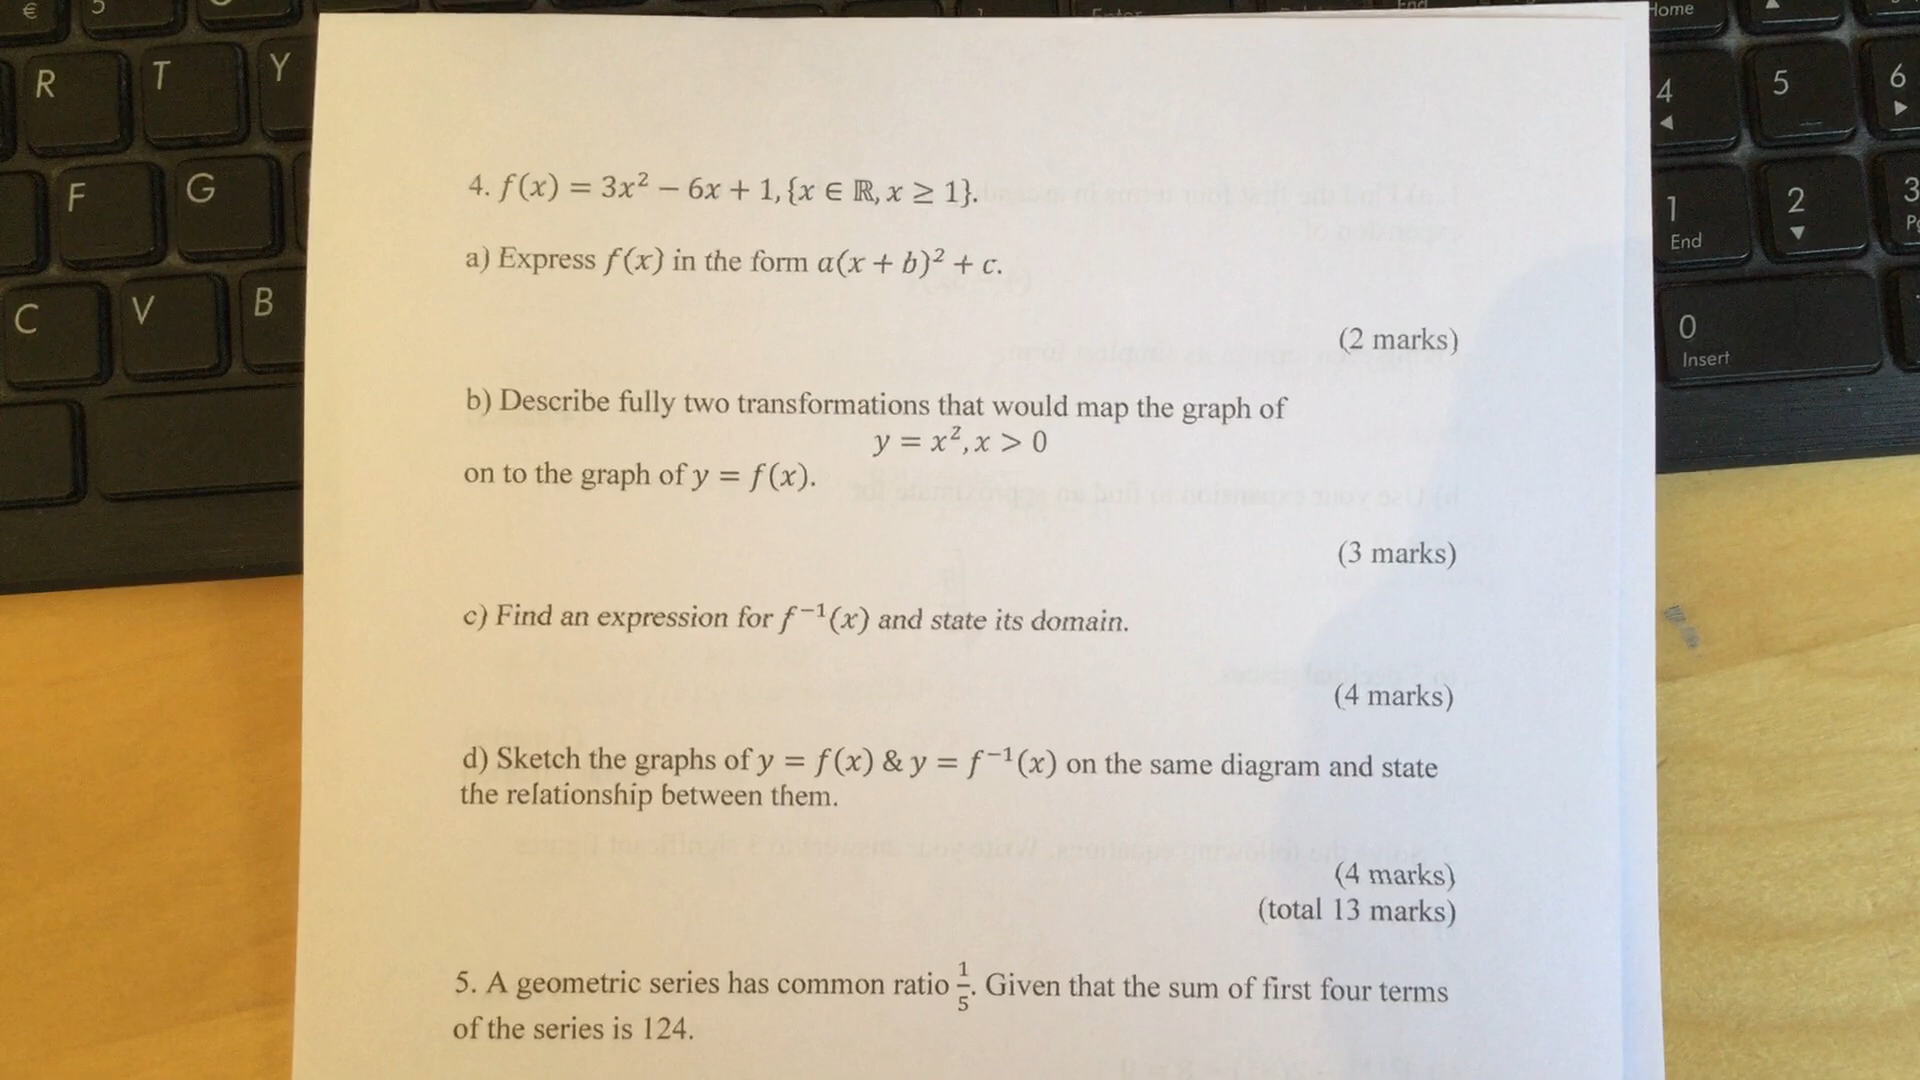 € 5
R T Y
F G
C V B
Enter End Home
4 5 6
1 End 2 3
0 Insert
4. f(x) = 3x² − 6x + 1, {x ∈ ℝ, x ≥ 1}.
a) Express f(x) in the form a(x + b)² + c.
(2 marks)
b) Describe fully two transformations that would map the graph of
y = x², x > 0
on to the graph of y = f(x).
(3 marks)
c) Find an expression for f⁻¹(x) and state its domain.
(4 marks)
d) Sketch the graphs of y = f(x) & y = f⁻¹(x) on the same diagram and state
the relationship between them.
(4 marks)
(total 13 marks)
5. A geometric series has common ratio 1/5. Given that the sum of first four terms
of the series is 124.